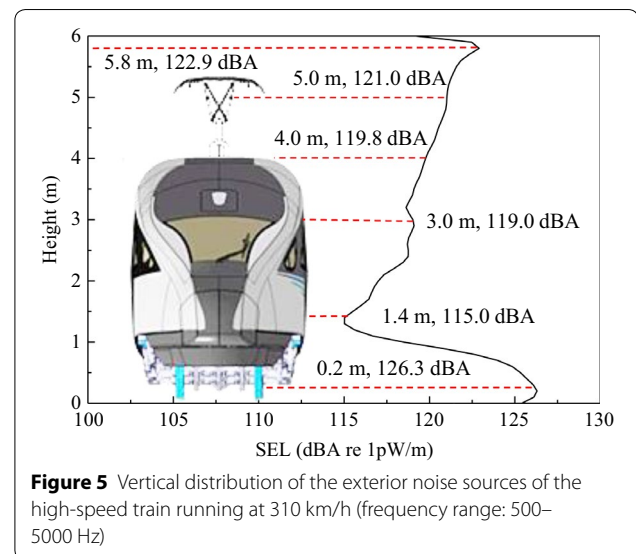 6
5.8 m, 122.9 dBA
5.0 m, 121.0 dBA
5
4.0 m, 119.8 dBA
4
Height (m)
3
3.0 m, 119.0 dBA
2
1.4 m, 115.0 dBA
1
0.2 m, 126.3 dBA
0
100 105 110 115 120 125 130
SEL (dBA re 1pW/m)
Figure 5 Vertical distribution of the exterior noise sources of the
high-speed train running at 310 km/h (frequency range: 500–
5000 Hz)